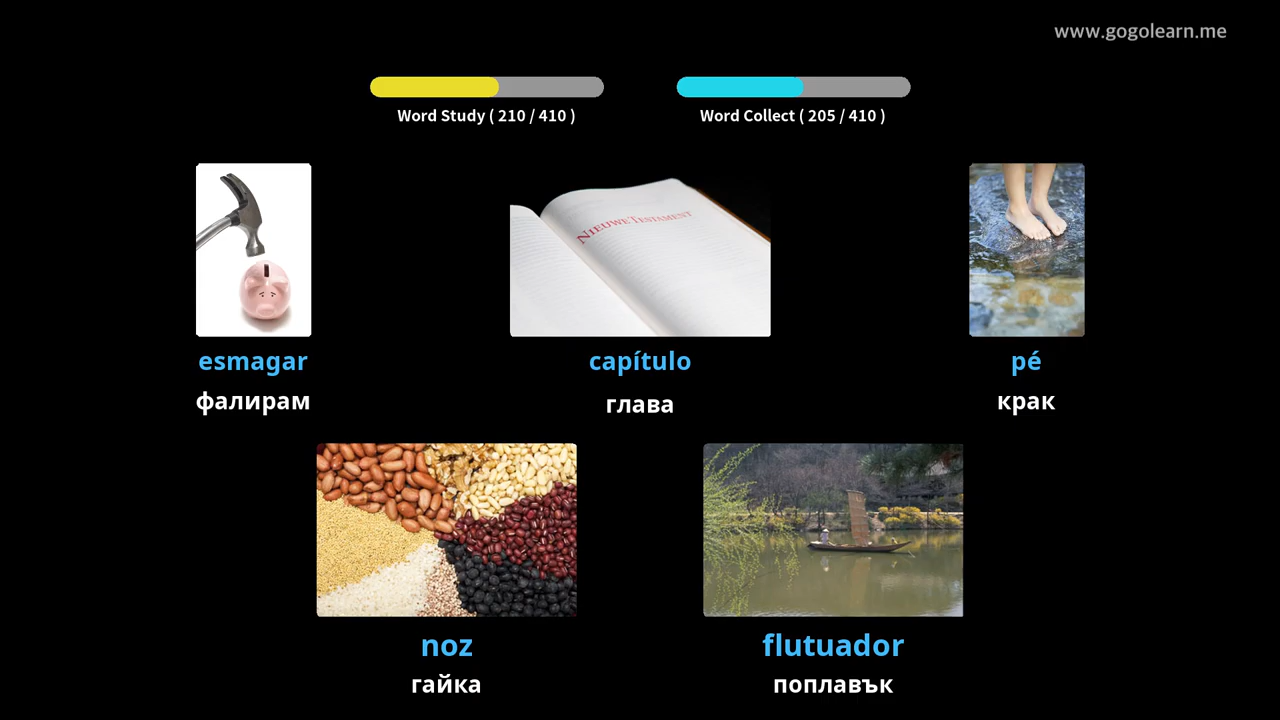 www.gogolearn.me
Word Study ( 210 / 410 )
Word Collect ( 205 / 410 )
NIEUWE TESTAMENT
esmagar
фалирам
capítulo
глава
pé
крак
noz
гайка
flutuador
поплавък